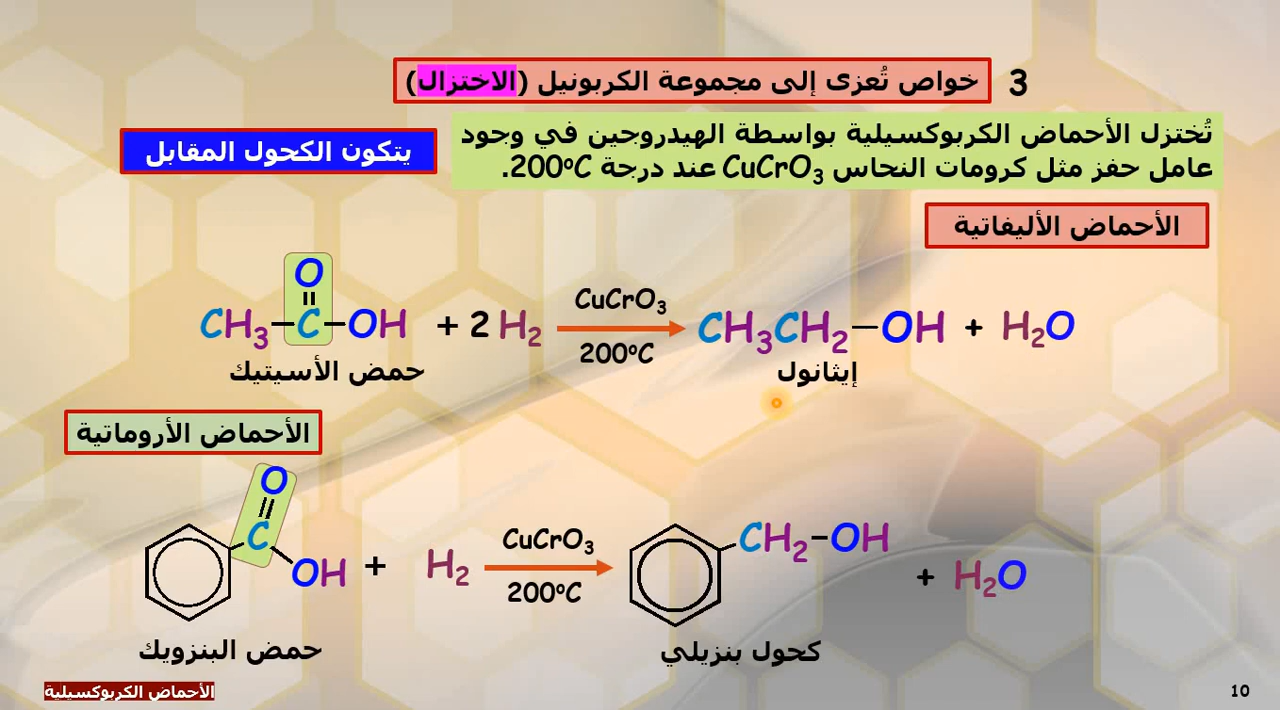 3 خواص تُعزى إلى مجموعة الكربونيل (الاختزال)
تُختزل الأحماض الكربوكسيلية بواسطة الهيدروجين في وجود
عامل حفز مثل كرومات النحاس CuCrO₃ عند درجة 200ºC.
يتكون الكحول المقابل
الأحماض الأليفاتية
O
CH₃–C–OH + 2 H₂ CuCrO₃ 200ºC CH₃CH₂–OH + H₂O
حمض الأسيتيك إيثانول
الأحماض الأروماتية
O
C OH + H₂ CuCrO₃ 200ºC CH₂–OH + H₂O
حمض البنزويك كحول بنزيلي
الأحماض الكربوكسيلية
10